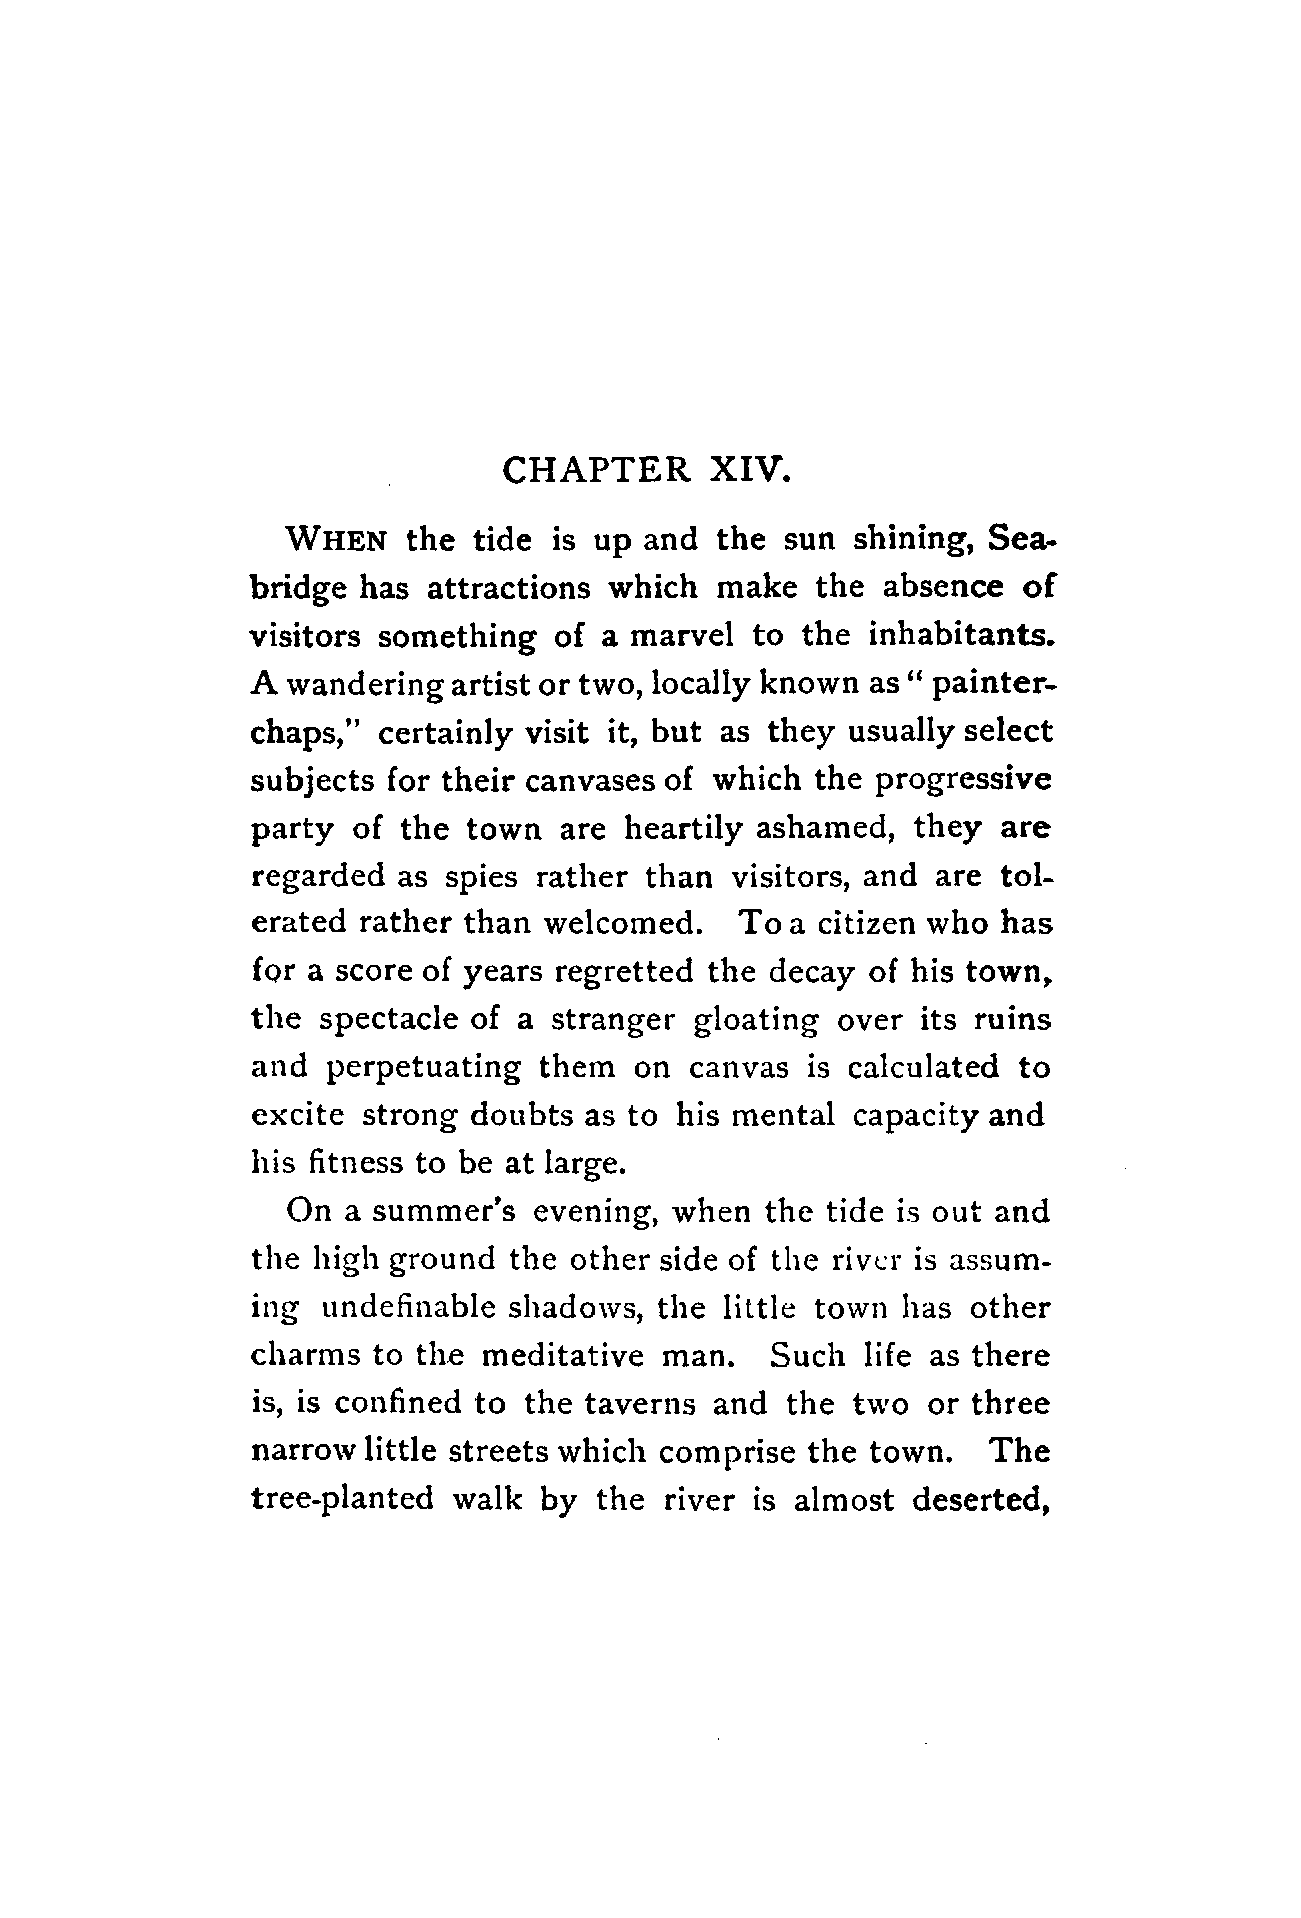 CHAPTER XIV.
WHEN the tide is up and the sun shining, Sea-
bridge has attractions which make the absence of
visitors something of a marvel to the inhabitants.
A wandering artist or two, locally known as " painter-
chaps," certainly visit it, but as they usually select
subjects for their canvases of which the progressive
party of the town are heartily ashamed, they are
regarded as spies rather than visitors, and are tol-
erated rather than welcomed. To a citizen who has
for a score of years regretted the decay of his town,
the spectacle of a stranger gloating over its ruins
and perpetuating them on canvas is calculated to
excite strong doubts as to his mental capacity and
his fitness to be at large.
On a summer's evening, when the tide is out and
the high ground the other side of the river is assum-
ing undefinable shadows, the little town has other
charms to the meditative man. Such life as there
is, is confined to the taverns and the two or three
narrow little streets which comprise the town. The
tree-planted walk by the river is almost deserted,